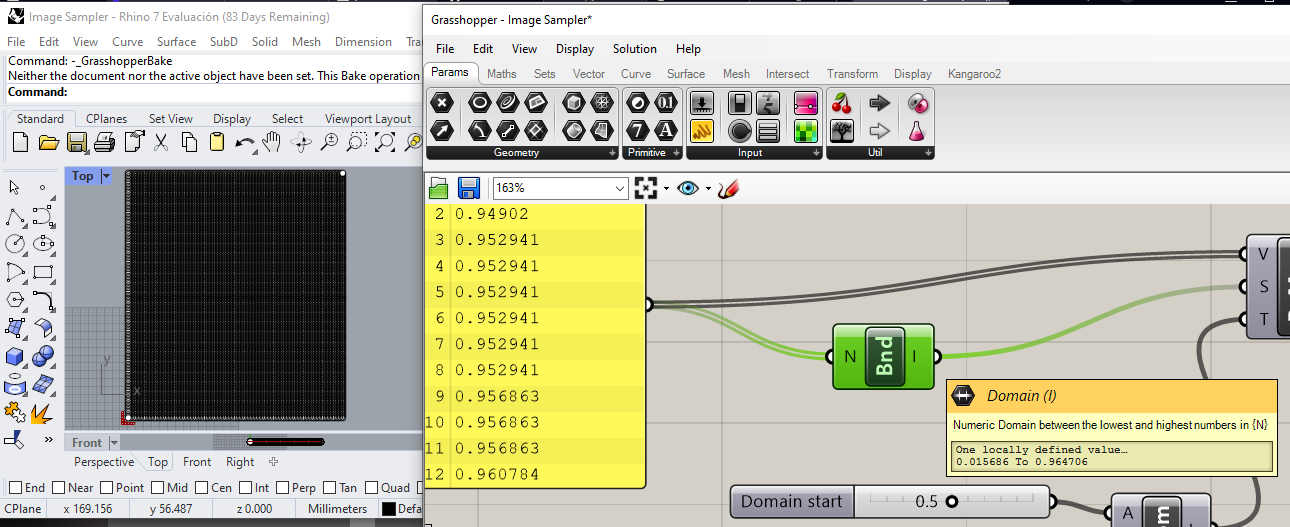 Image Sampler - Rhino 7 Evaluación (83 Days Remaining)
File Edit View Curve Surface SubD Solid Mesh Dimension
Command: -_GrasshopperBake
Neither the document nor the active object have been set. This Bake operation
Command:
Standard CPlanes Set View Display Select Viewport Layout
Top
y
x
Front
Perspective Top Front Right
End Near Point Mid Cen Int Perp Tan Quad
CPlane x 169.156 y 56.487 z 0.000 Millimeters Defa
Grasshopper - Image Sampler*
File Edit View Display Solution Help
Params Maths Sets Vector Curve Surface Mesh Intersect Transform Display Kangaroo2
Geometry Primitive Input Util
163%
2 0.94902
3 0.952941
4 0.952941
5 0.952941
6 0.952941
7 0.952941
8 0.952941
9 0.956863
10 0.956863
11 0.956863
12 0.960784
N Bnd I
V
S
T
Domain (I)
Numeric Domain between the lowest and highest numbers in {N}
One locally defined value…
0.015686 To 0.964706
Domain start 0.5
A
I